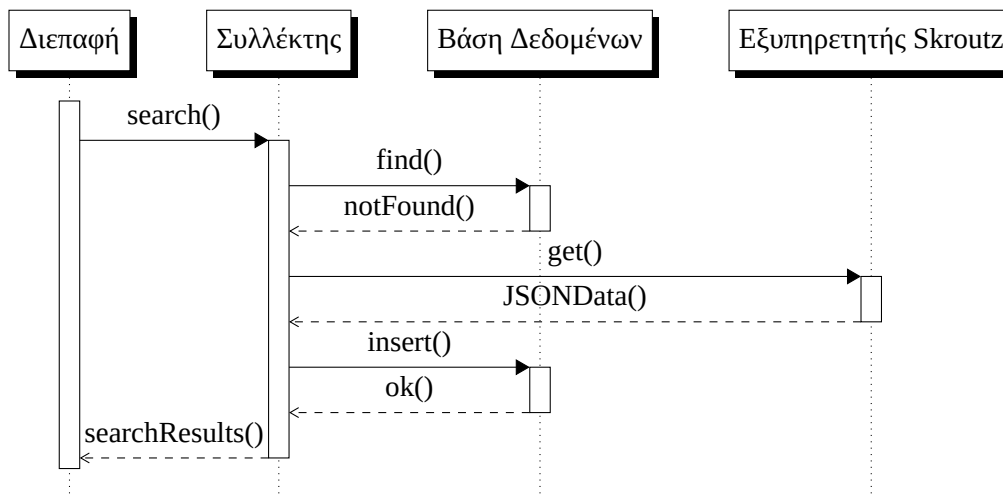 Διεπαφή
Συλλέκτης
Βάση Δεδομένων
Εξυπηρετητής Skroutz
search()
find()
notFound()
get()
JSONData()
insert()
ok()
searchResults()